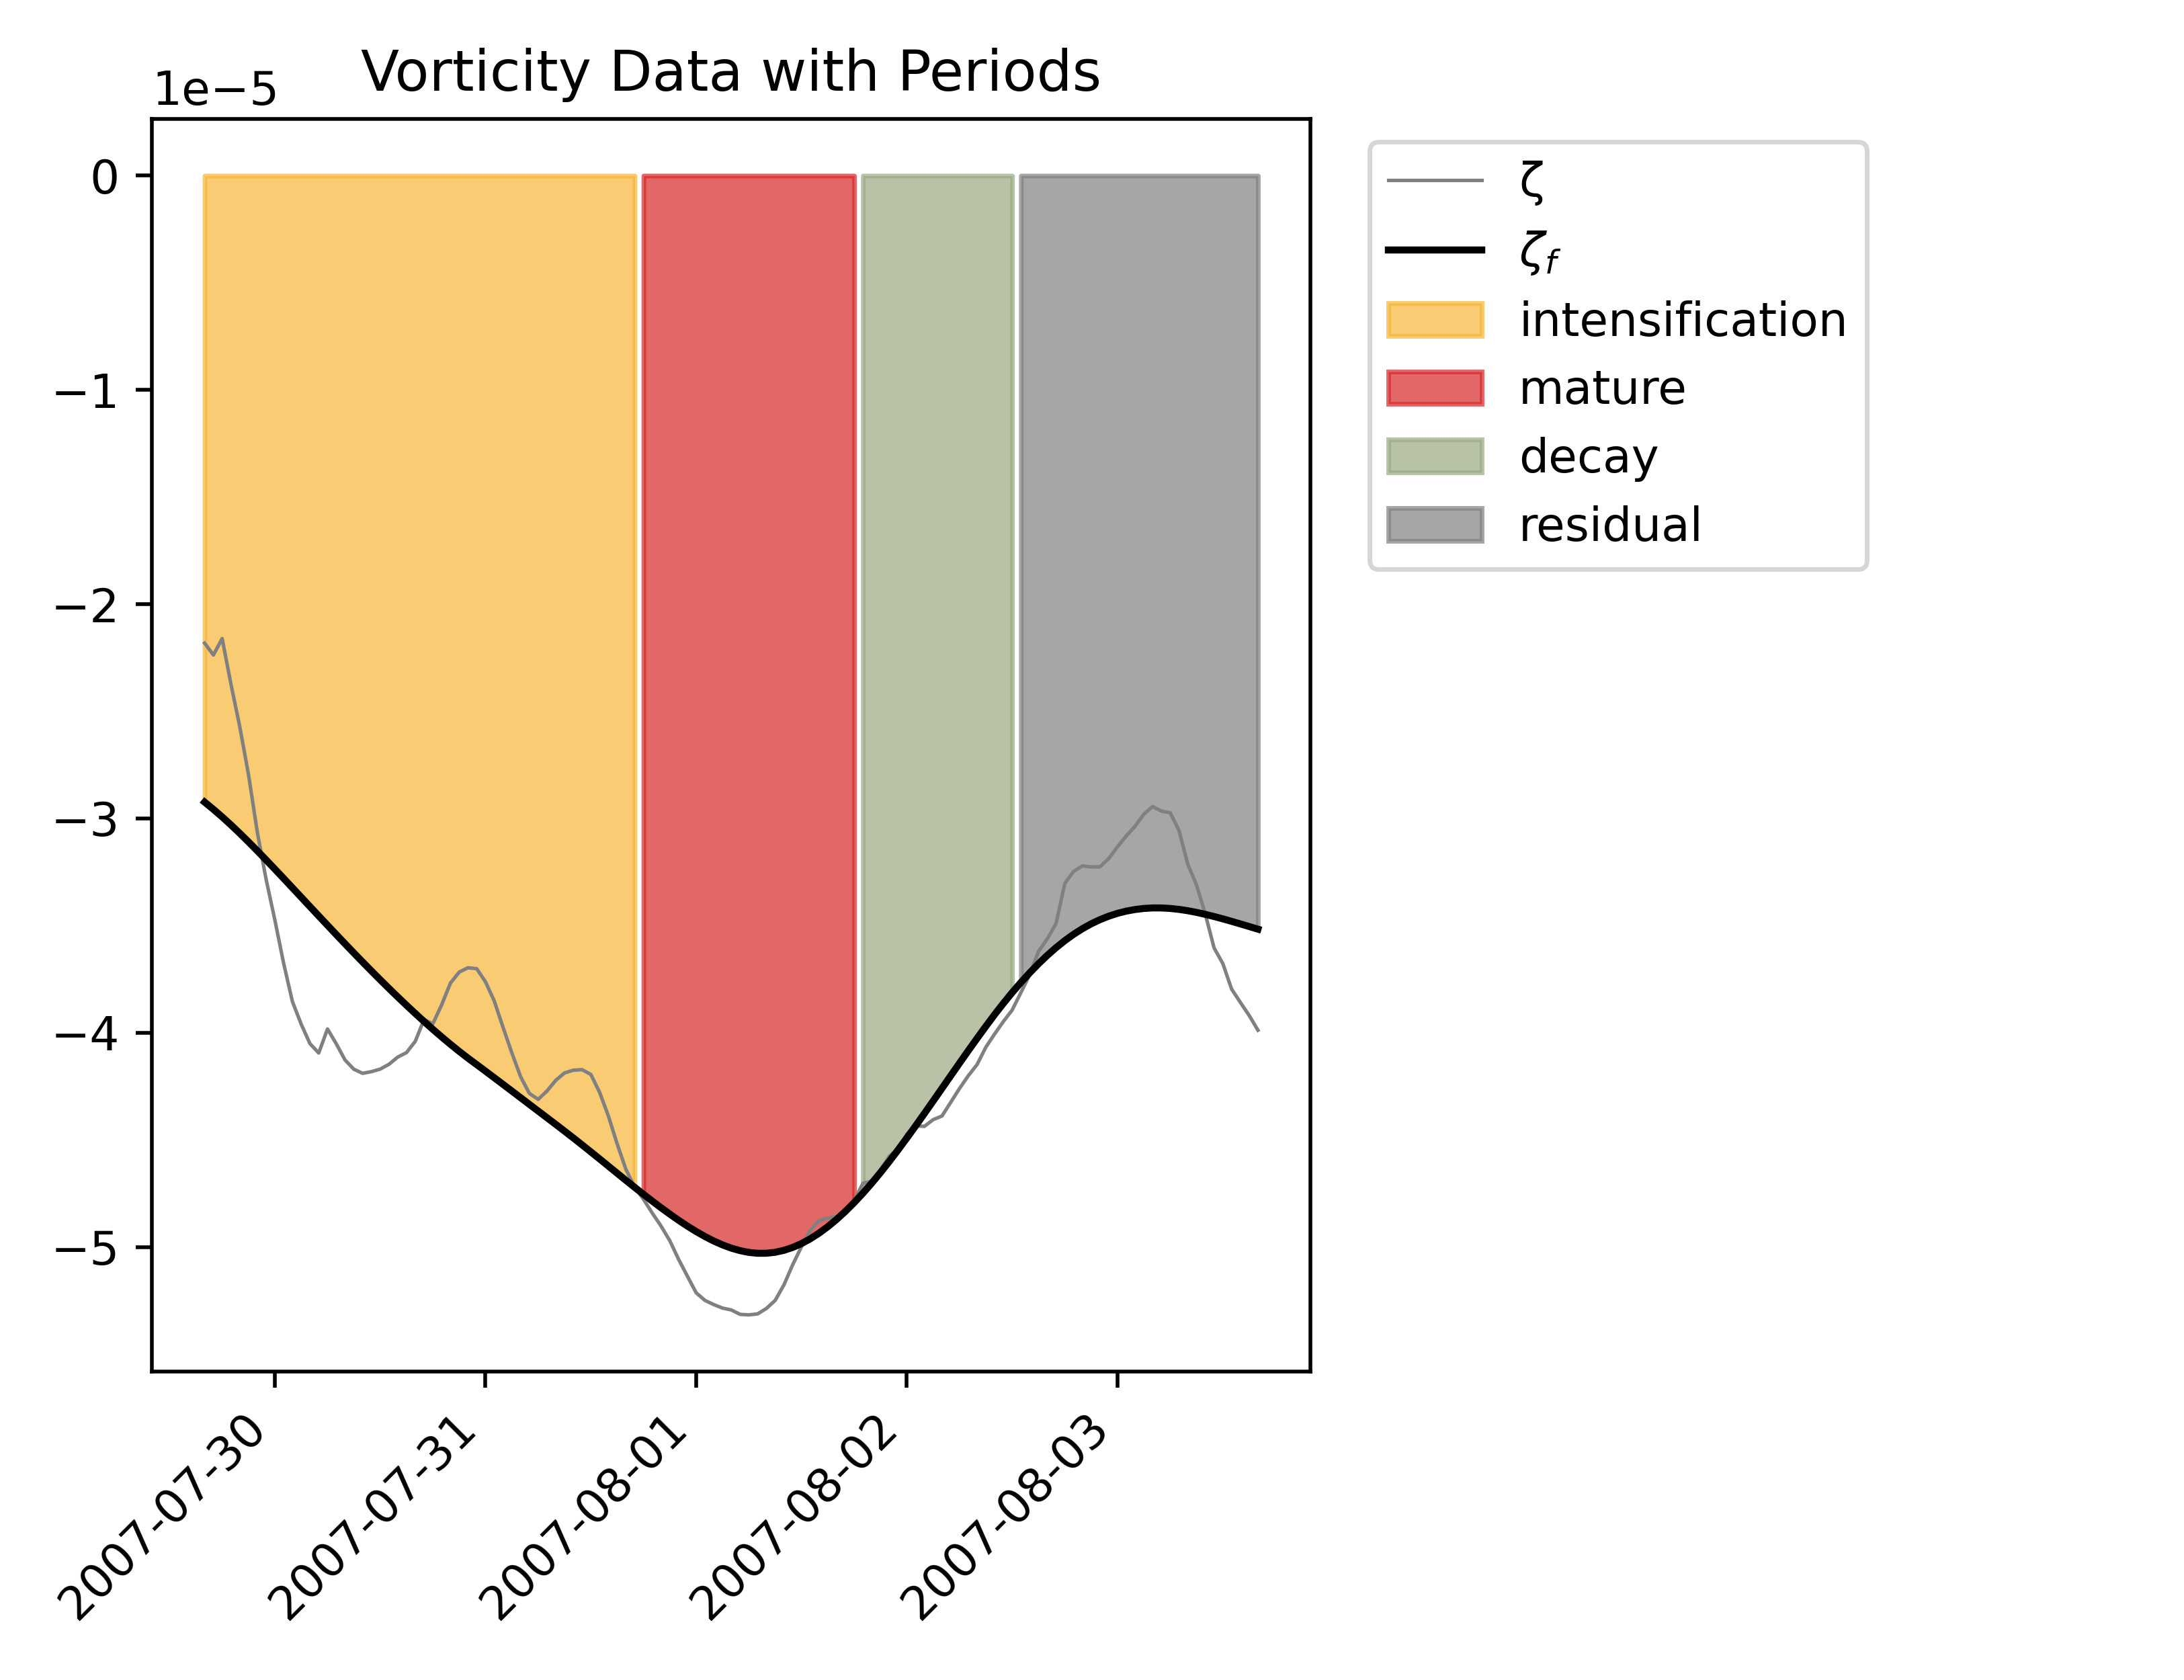 Vorticity Data with Periods
1e−5
0
−1
−2
−3
−4
−5
2007-07-30
2007-07-31
2007-08-01
2007-08-02
2007-08-03
ζ
ζf
intensification
mature
decay
residual